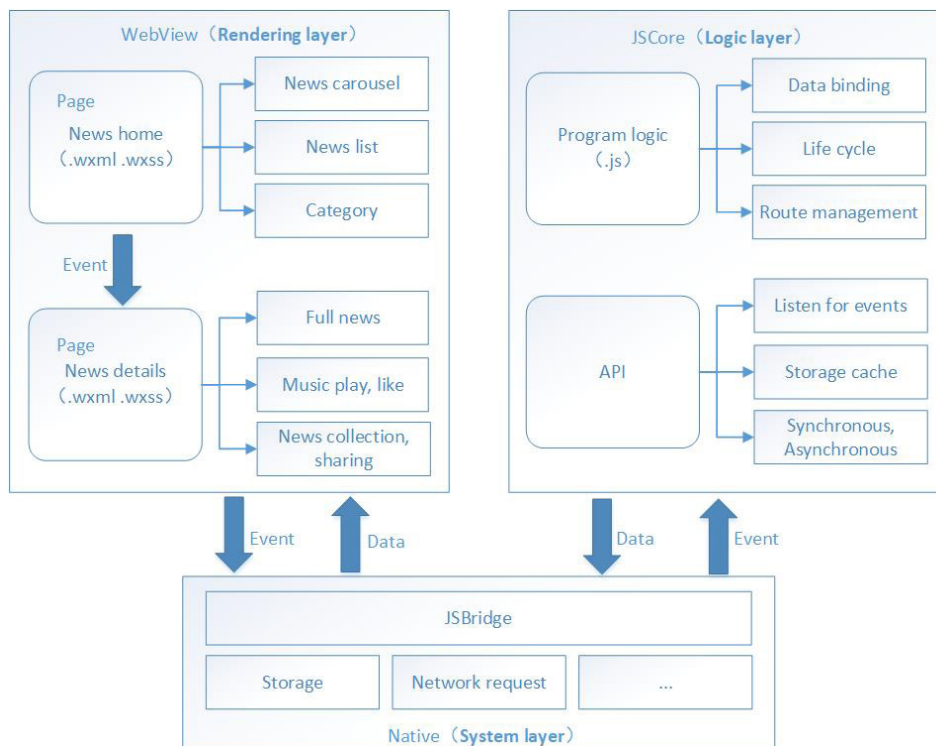 WebView（Rendering layer）
Page
News home
（.wxml .wxss）
News carousel
News list
Category
Event
Page
News details
（.wxml .wxss）
Full news
Music play, like
News collection,
sharing
JSCore（Logic layer）
Program logic
（.js）
Data binding
Life cycle
Route management
API
Listen for events
Storage cache
Synchronous,
Asynchronous
Event
Data
Data
Event
JSBridge
Storage
Network request
...
Native（System layer）